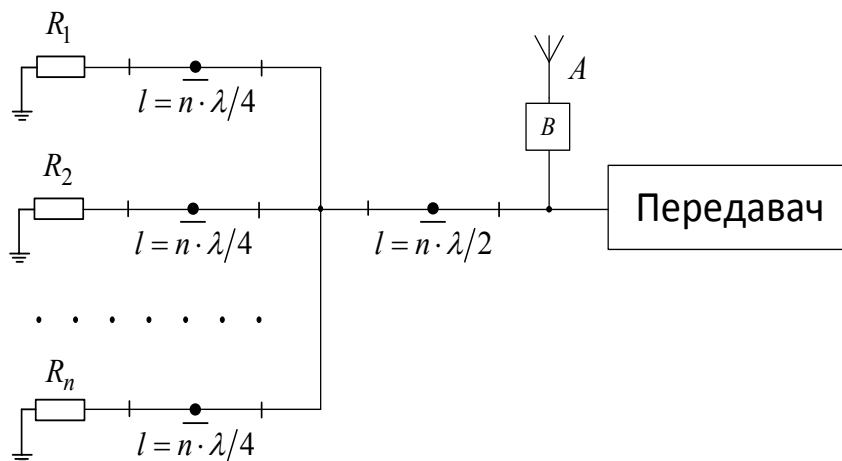 R₁
l = n · λ/4
A
B
R₂
l = n · λ/4
l = n · λ/2
Передавач
Rₙ
l = n · λ/4